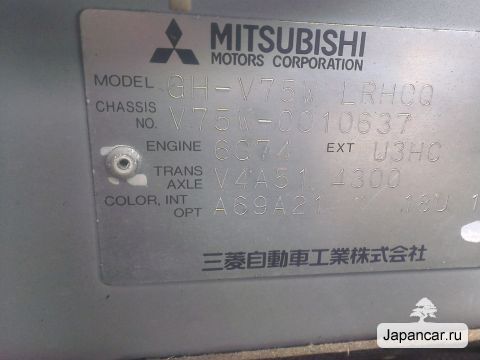 MITSUBISHI
MOTORS CORPORATION
MODEL GH-V75W LRHCQ
CHASSIS NO. V75W-0010637
ENGINE 6G74 EXT U3HC
TRANS AXLE V4A51 4300
COLOR, INT OPT A69A21 18U
三菱自動車工業株式会社
Japancar.ru